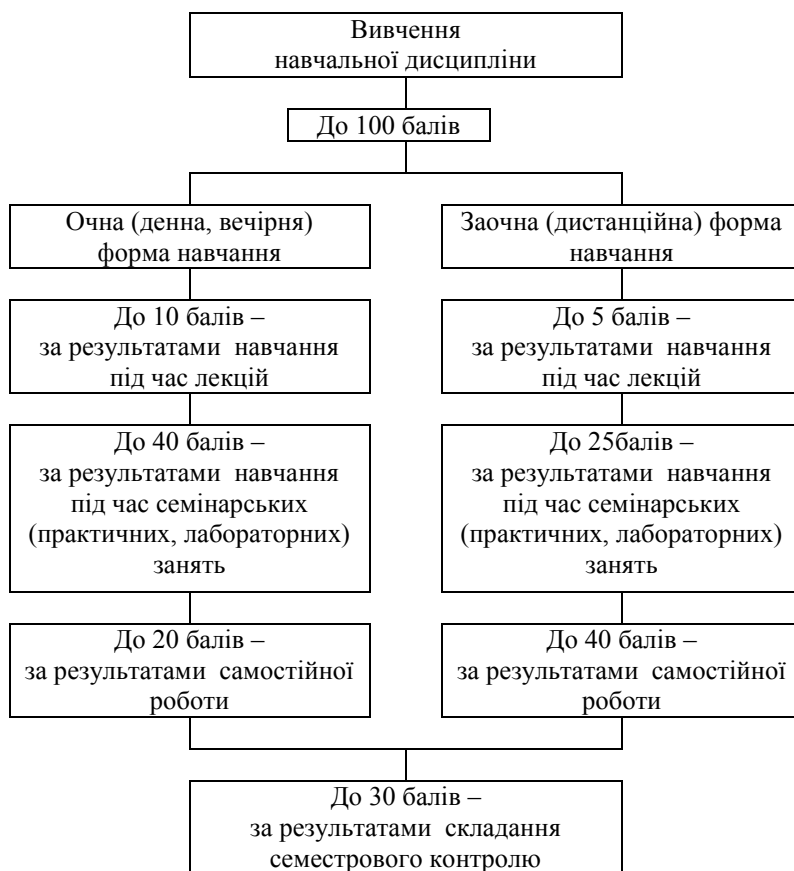 Вивчення
навчальної дисципліни
До 100 балів
Очна (денна, вечірня)
форма навчання
До 10 балів –
за результатами навчання
під час лекцій
До 40 балів –
за результатами навчання
під час семінарських
(практичних, лабораторних)
занять
До 20 балів –
за результатами самостійної
роботи
Заочна (дистанційна) форма
навчання
До 5 балів –
за результатами навчання
під час лекцій
До 25балів –
за результатами навчання
під час семінарських
(практичних, лабораторних)
занять
До 40 балів –
за результатами самостійної
роботи
До 30 балів –
за результатами складання
семестрового контролю